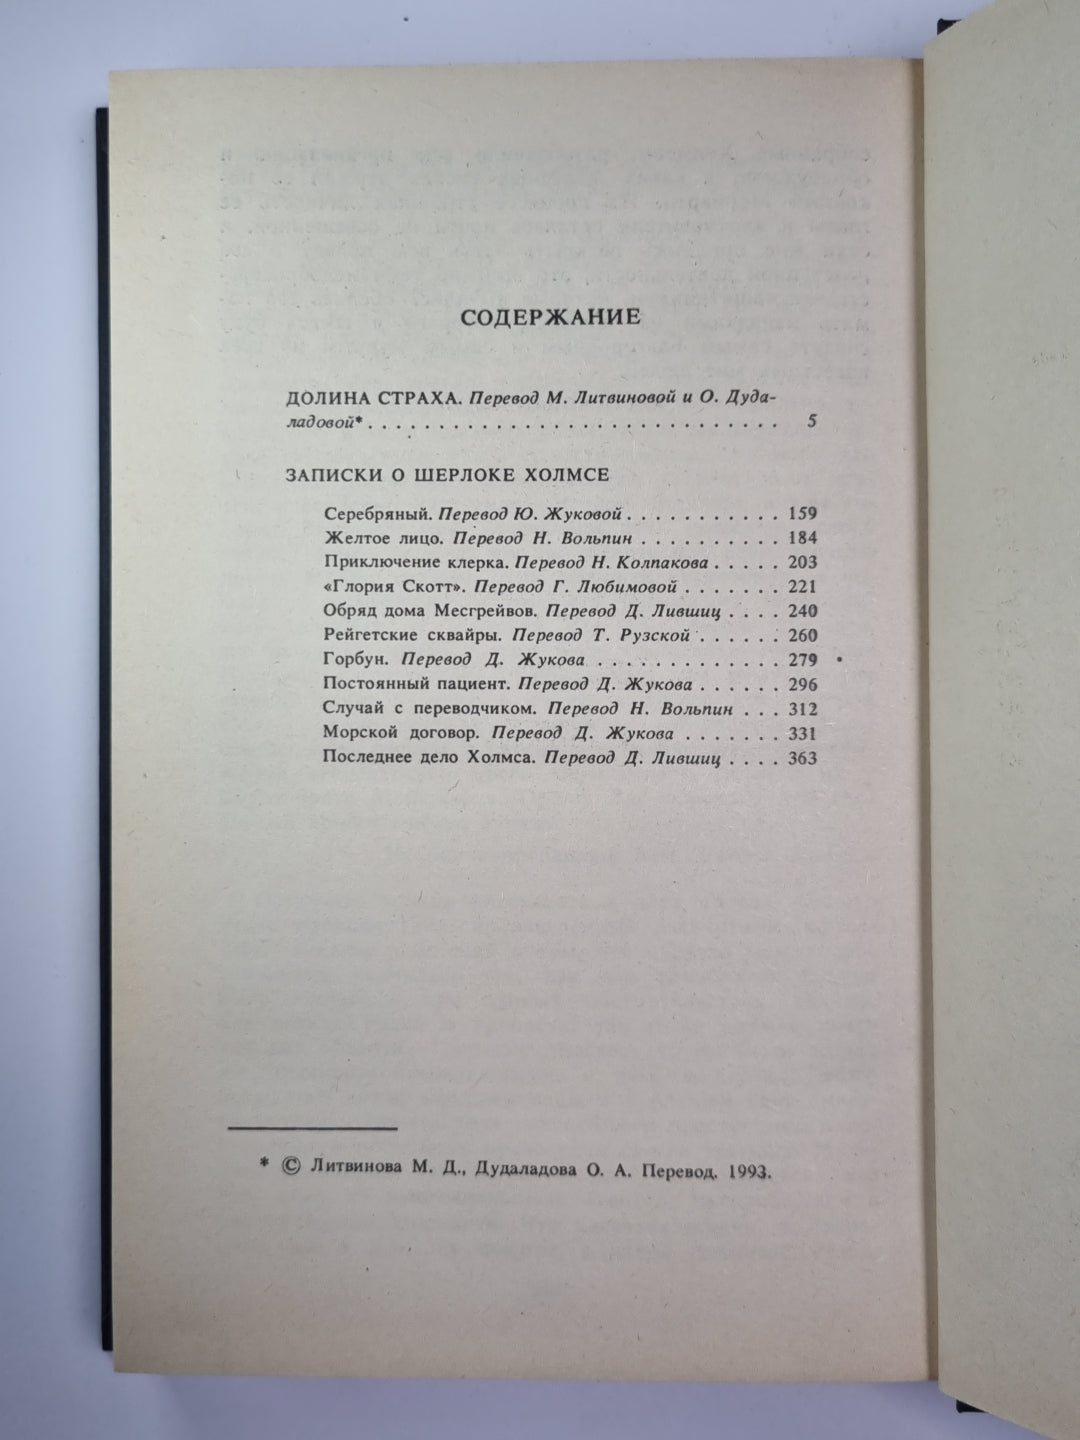 СОДЕРЖАНИЕ
ДОЛИНА СТРАХА. Перевод М. Литвиновой и О. Дуда-
ладовой* . . . . . . . . . . . . . . . . . . . . . . . . . . . . . 5
ЗАПИСКИ О ШЕРЛОКЕ ХОЛМСЕ
Серебряный. Перевод Ю. Жуковой . . . . . . . . . . . 159
Желтое лицо. Перевод Н. Вольпин . . . . . . . . . . 184
Приключение клерка. Перевод Н. Колпакова . . . . . 203
«Глория Скотт». Перевод Г. Любимовой . . . . . . . 221
Обряд дома Месгрейвов. Перевод Д. Лившиц . . . . 240
Рейгетские сквайры. Перевод Т. Рузской . . . . . . 260
Горбун. Перевод Д. Жукова . . . . . . . . . . . . 279
Постоянный пациент. Перевод Д. Жукова . . . . . . 296
Случай с переводчиком. Перевод Н. Вольпин . . . 312
Морской договор. Перевод Д. Жукова . . . . . . . 331
Последнее дело Холмса. Перевод Д. Лившиц . . . . 363
* © Литвинова М. Д., Дудаладова О. А. Перевод. 1993.